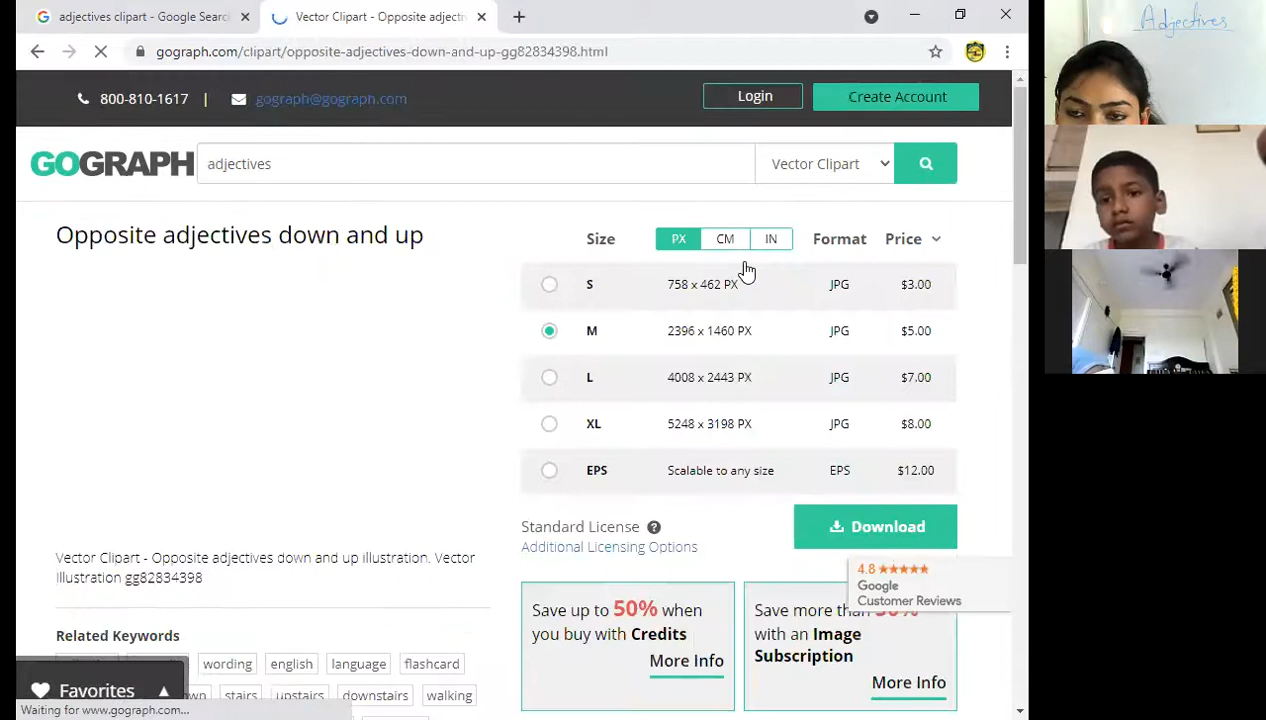 adjectives clipart - Google Searc
Vector Clipart - Opposite adjecti
gograph.com/clipart/opposite-adjectives-down-and-up-gg82834398.html
800-810-1617 | gograph@gograph.com
Login
Create Account
GOGRAPH
adjectives
Vector Clipart
Opposite adjectives down and up
Size PX CM IN Format Price
S 758 x 462 PX JPG $3.00
M 2396 x 1460 PX JPG $5.00
L 4008 x 2443 PX JPG $7.00
XL 5248 x 3198 PX JPG $8.00
EPS Scalable to any size EPS $12.00
Standard License ?
Additional Licensing Options
Download
4.8 ★★★★★
Google
Customer Reviews
Vector Clipart - Opposite adjectives down and up illustration. Vector
Illustration gg82834398
Save up to 50% when
you buy with Credits
More Info
Save more than
with an Image
Subscription
More Info
Related Keywords
wording english language flashcard
stairs upstairs downstairs walking
Favorites
Waiting for www.gograph.com...
Adjectives